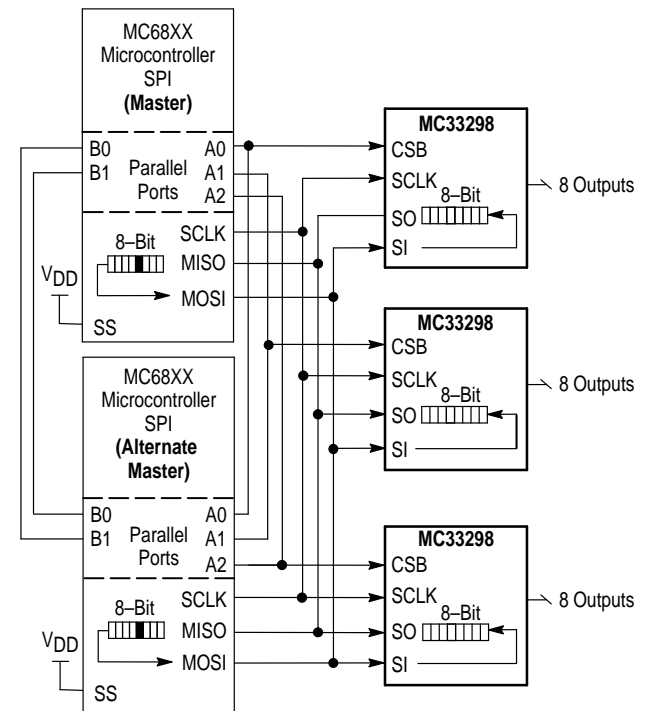 MC68XX
Microcontroller
SPI
(Master)
B0
B1
Parallel
Ports
A0
A1
A2
8–Bit
SCLK
MISO
MOSI
VDD
SS
MC33298
CSB
SCLK
8–Bit
SO
SI
8 Outputs
MC33298
CSB
SCLK
8–Bit
SO
SI
8 Outputs
MC68XX
Microcontroller
SPI
(Alternate
Master)
B0
B1
Parallel
Ports
A0
A1
A2
8–Bit
SCLK
MISO
MOSI
VDD
SS
MC33298
CSB
SCLK
8–Bit
SO
SI
8 Outputs